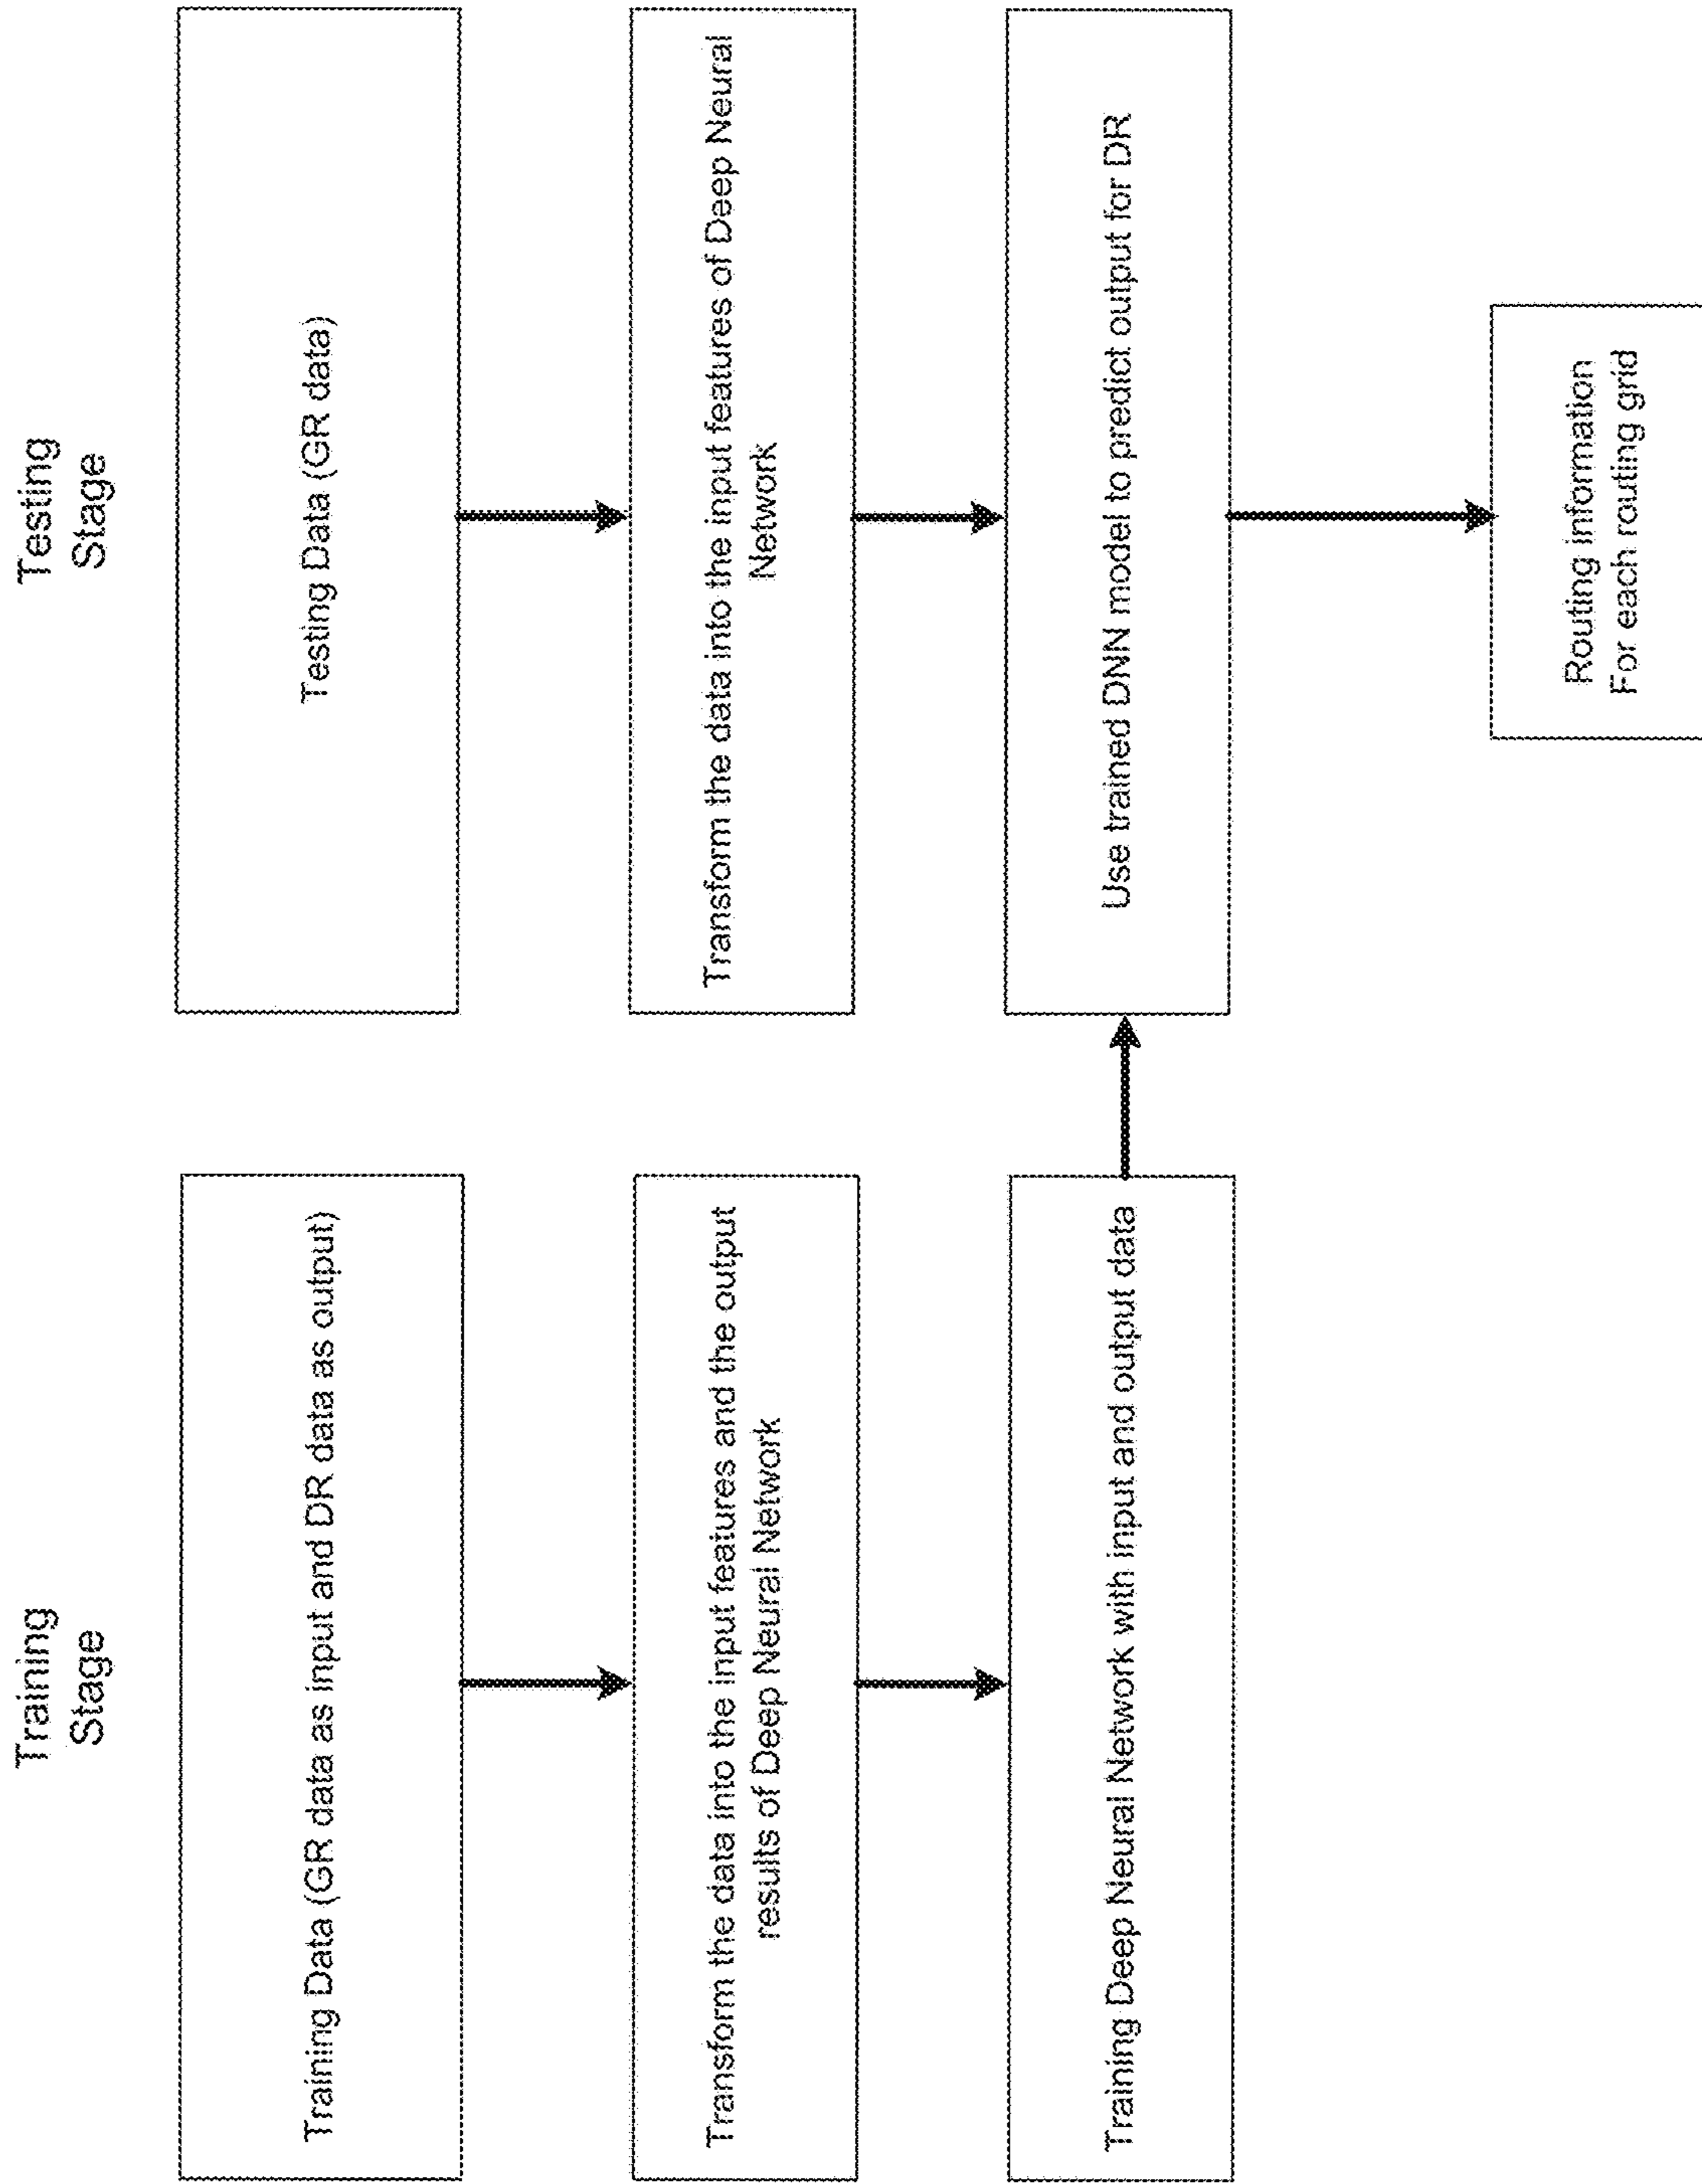 Training
Stage
Training Data (GR data as input and DR data as output)
Transform the data into the input features and the output
results of Deep Neural Network
Training Deep Neural Network with input and output data
Testing
Stage
Testing Data (GR data)
Transform the data into the input features of Deep Neural
Network
Use trained DNN model to predict output for DR
Routing information
For each routing grid